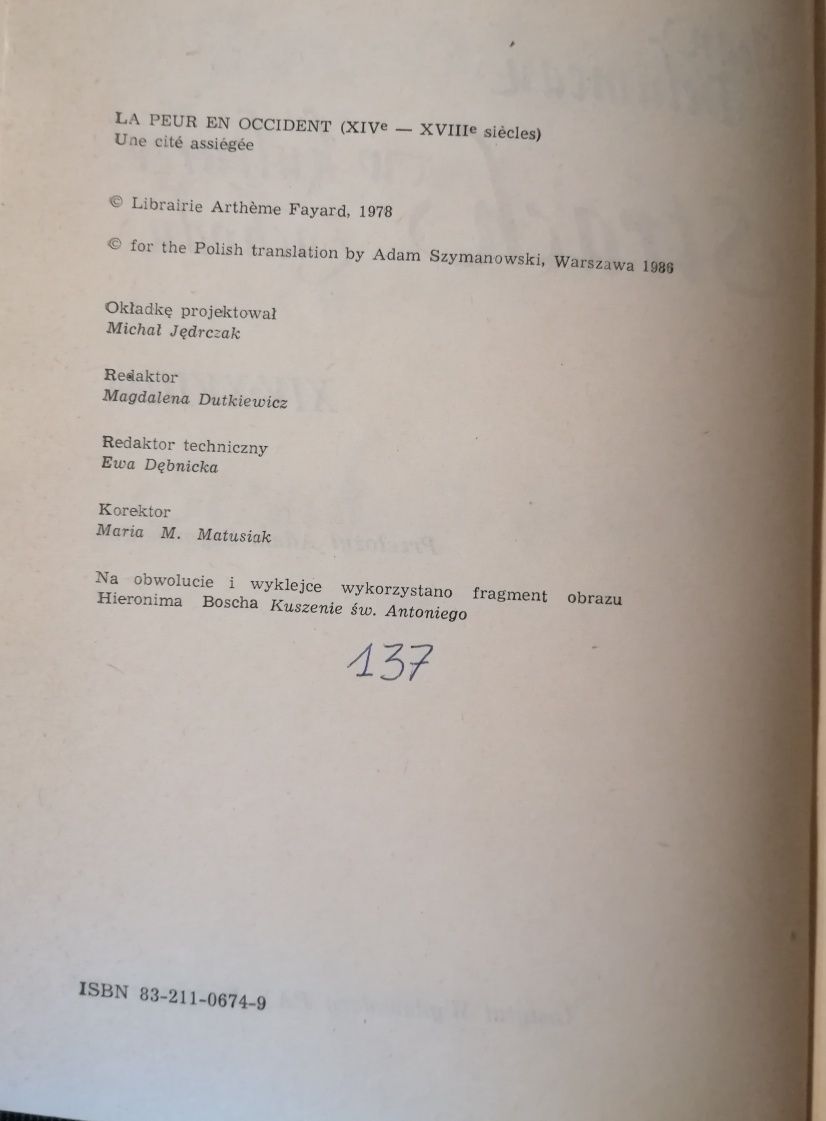 LA PEUR EN OCCIDENT (XIVe — XVIIIe siècles)
Une cité assiégée
© Librairie Arthème Fayard, 1978
© for the Polish translation by Adam Szymanowski, Warszawa 1986
Okładkę projektował
Michał Jędrczak
Redaktor
Magdalena Dutkiewicz
Redaktor techniczny
Ewa Dębnicka
Korektor
Maria M. Matusiak
Na obwolucie i wyklejce wykorzystano fragment obrazu
Hieronima Boscha Kuszenie św. Antoniego
137
ISBN 83-211-0674-9